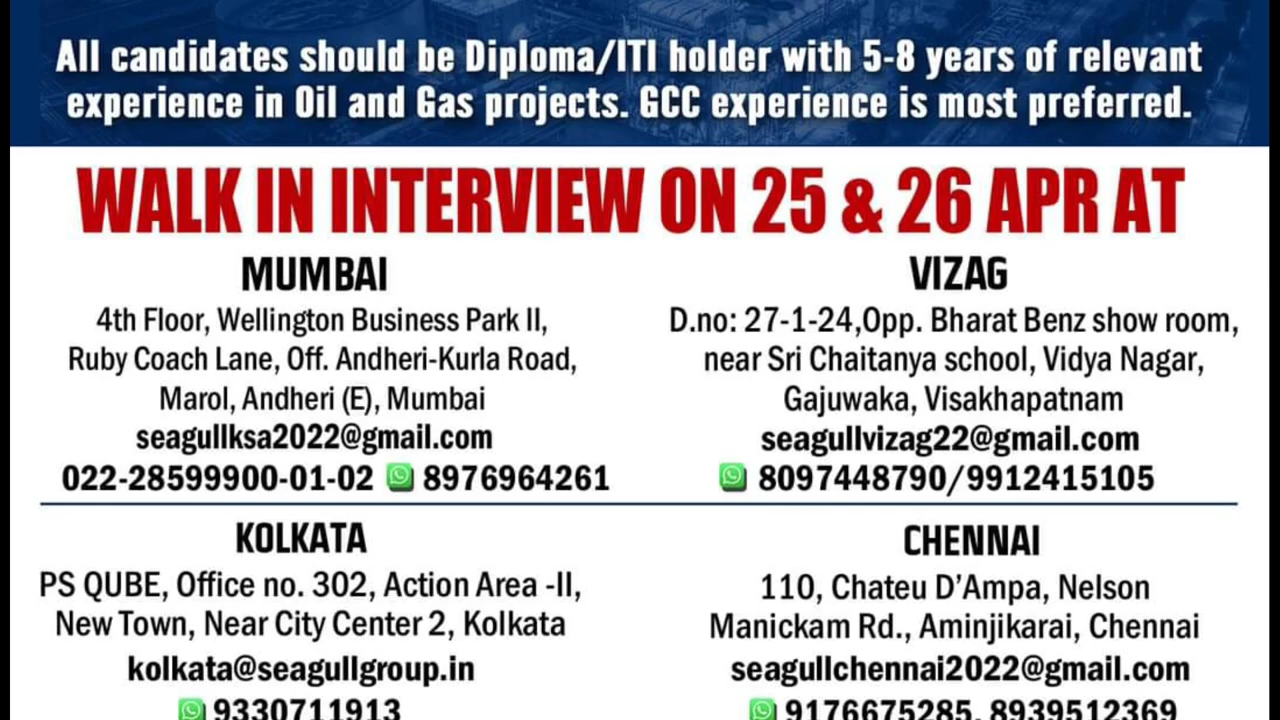 All candidates should be Diploma/ITI holder with 5-8 years of relevant
experience in Oil and Gas projects. GCC experience is most preferred.
WALK IN INTERVIEW ON 25 & 26 APR AT
MUMBAI
4th Floor, Wellington Business Park II,
Ruby Coach Lane, Off. Andheri-Kurla Road,
Marol, Andheri (E), Mumbai
seagullksa2022@gmail.com
022-28599900-01-02 8976964261
VIZAG
D.no: 27-1-24,Opp. Bharat Benz show room,
near Sri Chaitanya school, Vidya Nagar,
Gajuwaka, Visakhapatnam
seagullvizag22@gmail.com
8097448790/9912415105
KOLKATA
PS QUBE, Office no. 302, Action Area -II,
New Town, Near City Center 2, Kolkata
kolkata@seagullgroup.in
9330711913
CHENNAI
110, Chateu D'Ampa, Nelson
Manickam Rd., Aminjikarai, Chennai
seagullchennai2022@gmail.com
9176675285, 8939512369